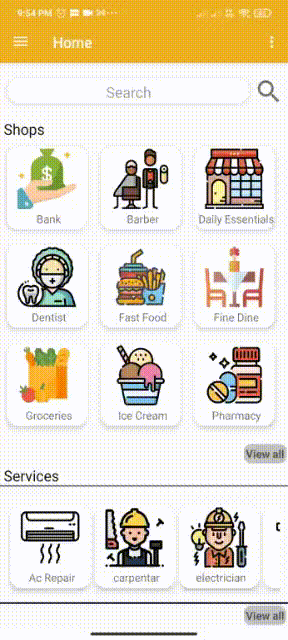 9:54 PM
Home
Search
Shops
Bank Barber Daily Essentials
Dentist Fast Food Fine Dine
Groceries Ice Cream Pharmacy
View all
Services
Ac Repair carpentar electrician
View all